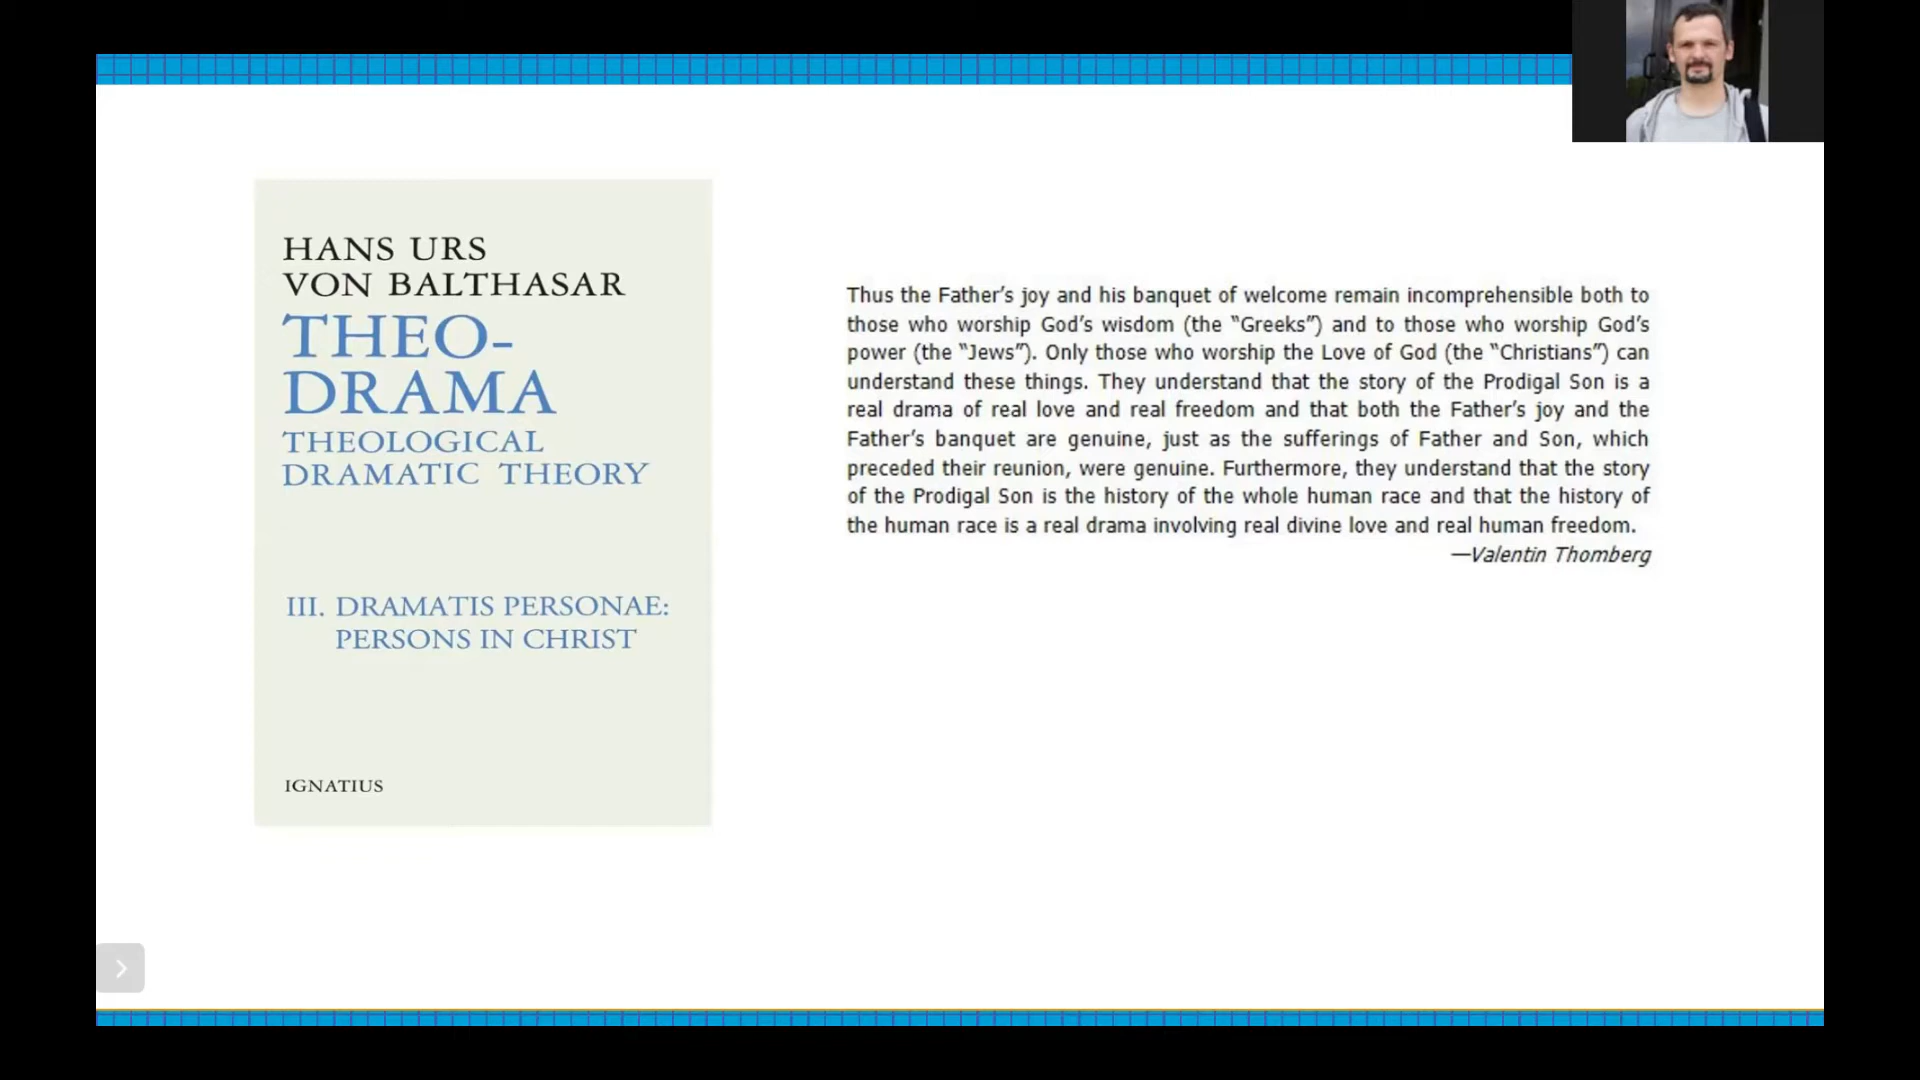 HANS URS
VON BALTHASAR
THEO-
DRAMA
THEOLOGICAL
DRAMATIC THEORY
III. DRAMATIS PERSONAE:
PERSONS IN CHRIST
IGNATIUS
Thus the Father’s joy and his banquet of welcome remain incomprehensible both to
those who worship God’s wisdom (the “Greeks”) and to those who worship God’s
power (the “Jews”). Only those who worship the Love of God (the “Christians”) can
understand these things. They understand that the story of the Prodigal Son is a
real drama of real love and real freedom and that both the Father’s joy and the
Father’s banquet are genuine, just as the sufferings of Father and Son, which
preceded their reunion, were genuine. Furthermore, they understand that the story
of the Prodigal Son is the history of the whole human race and that the history of
the human race is a real drama involving real divine love and real human freedom.
—Valentin Thomberg